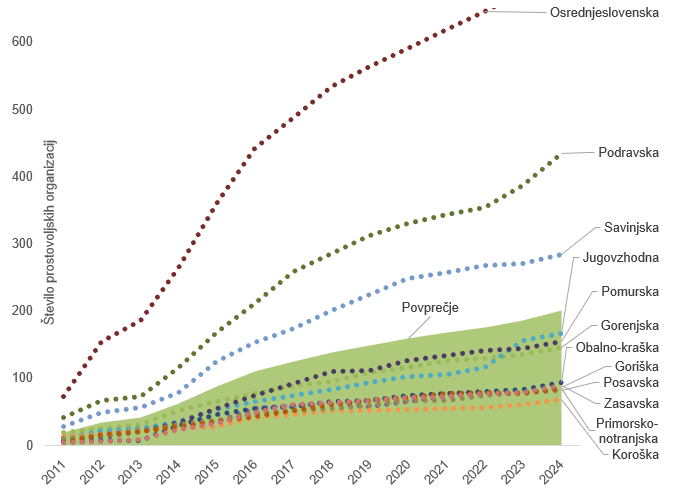 Število prostovoljskih organizacij
600
500
400
300
200
100
0
Osrednjeslovenska
Podravska
Savinjska
Jugovzhodna
Pomurska
Povprečje
Gorenjska
Obalno-kraška
Goriška
Posavska
Zasavska
Primorsko-
notranjska
Koroška
2011
2012
2013
2014
2015
2016
2017
2018
2019
2020
2021
2022
2023
2024